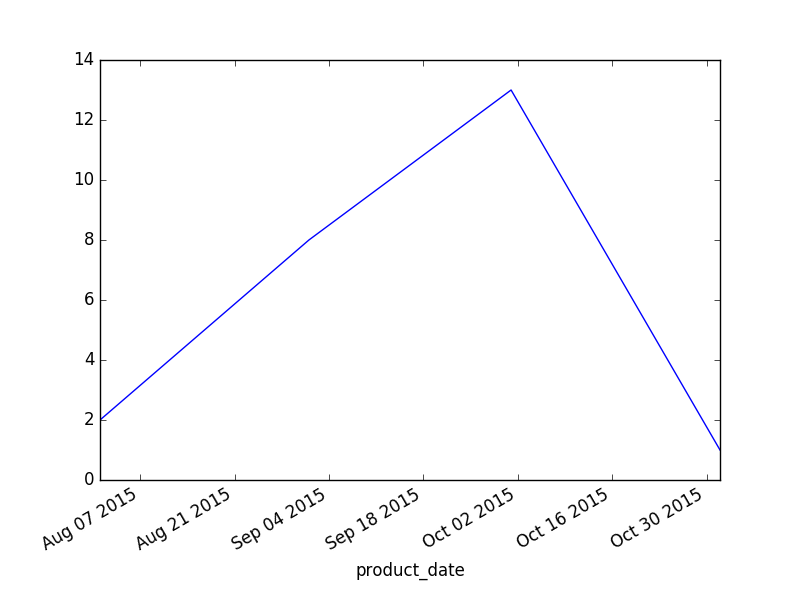 14
12
10
8
6
4
2
0
Aug 07 2015
Aug 21 2015
Sep 04 2015
Sep 18 2015
Oct 02 2015
Oct 16 2015
Oct 30 2015
product_date